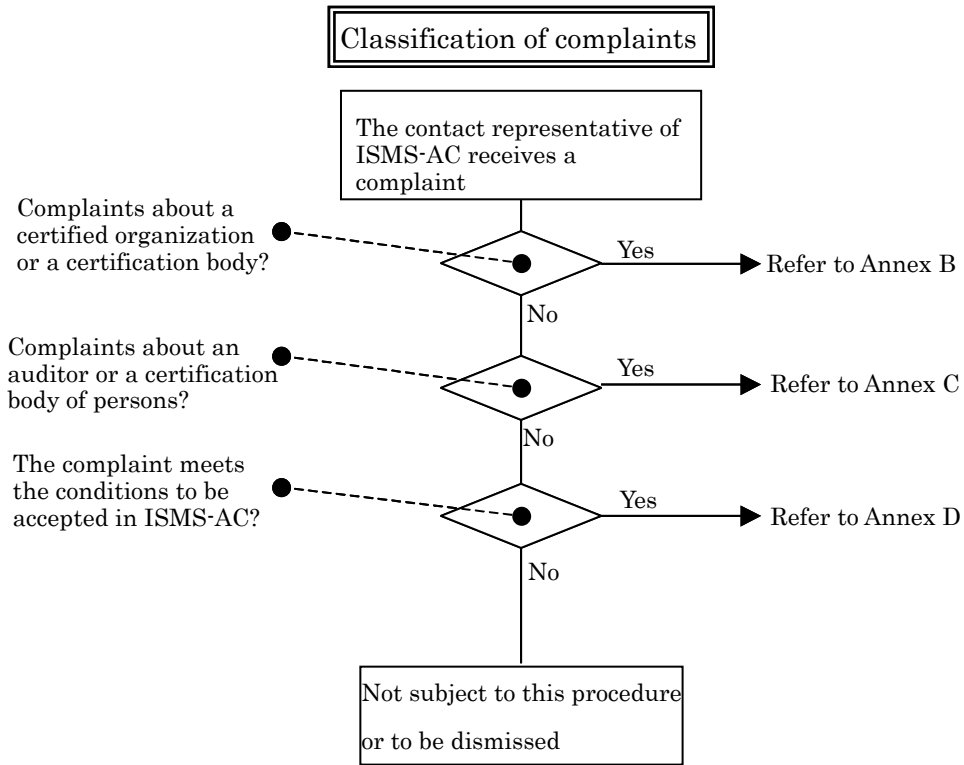 Classification of complaints
The contact representative of
ISMS-AC receives a
complaint
Complaints about a
certified organization
or a certification body?
Yes
Refer to Annex B
No
Complaints about an
auditor or a certification
body of persons?
Yes
Refer to Annex C
No
The complaint meets
the conditions to be
accepted in ISMS-AC?
Yes
Refer to Annex D
No
Not subject to this procedure
or to be dismissed